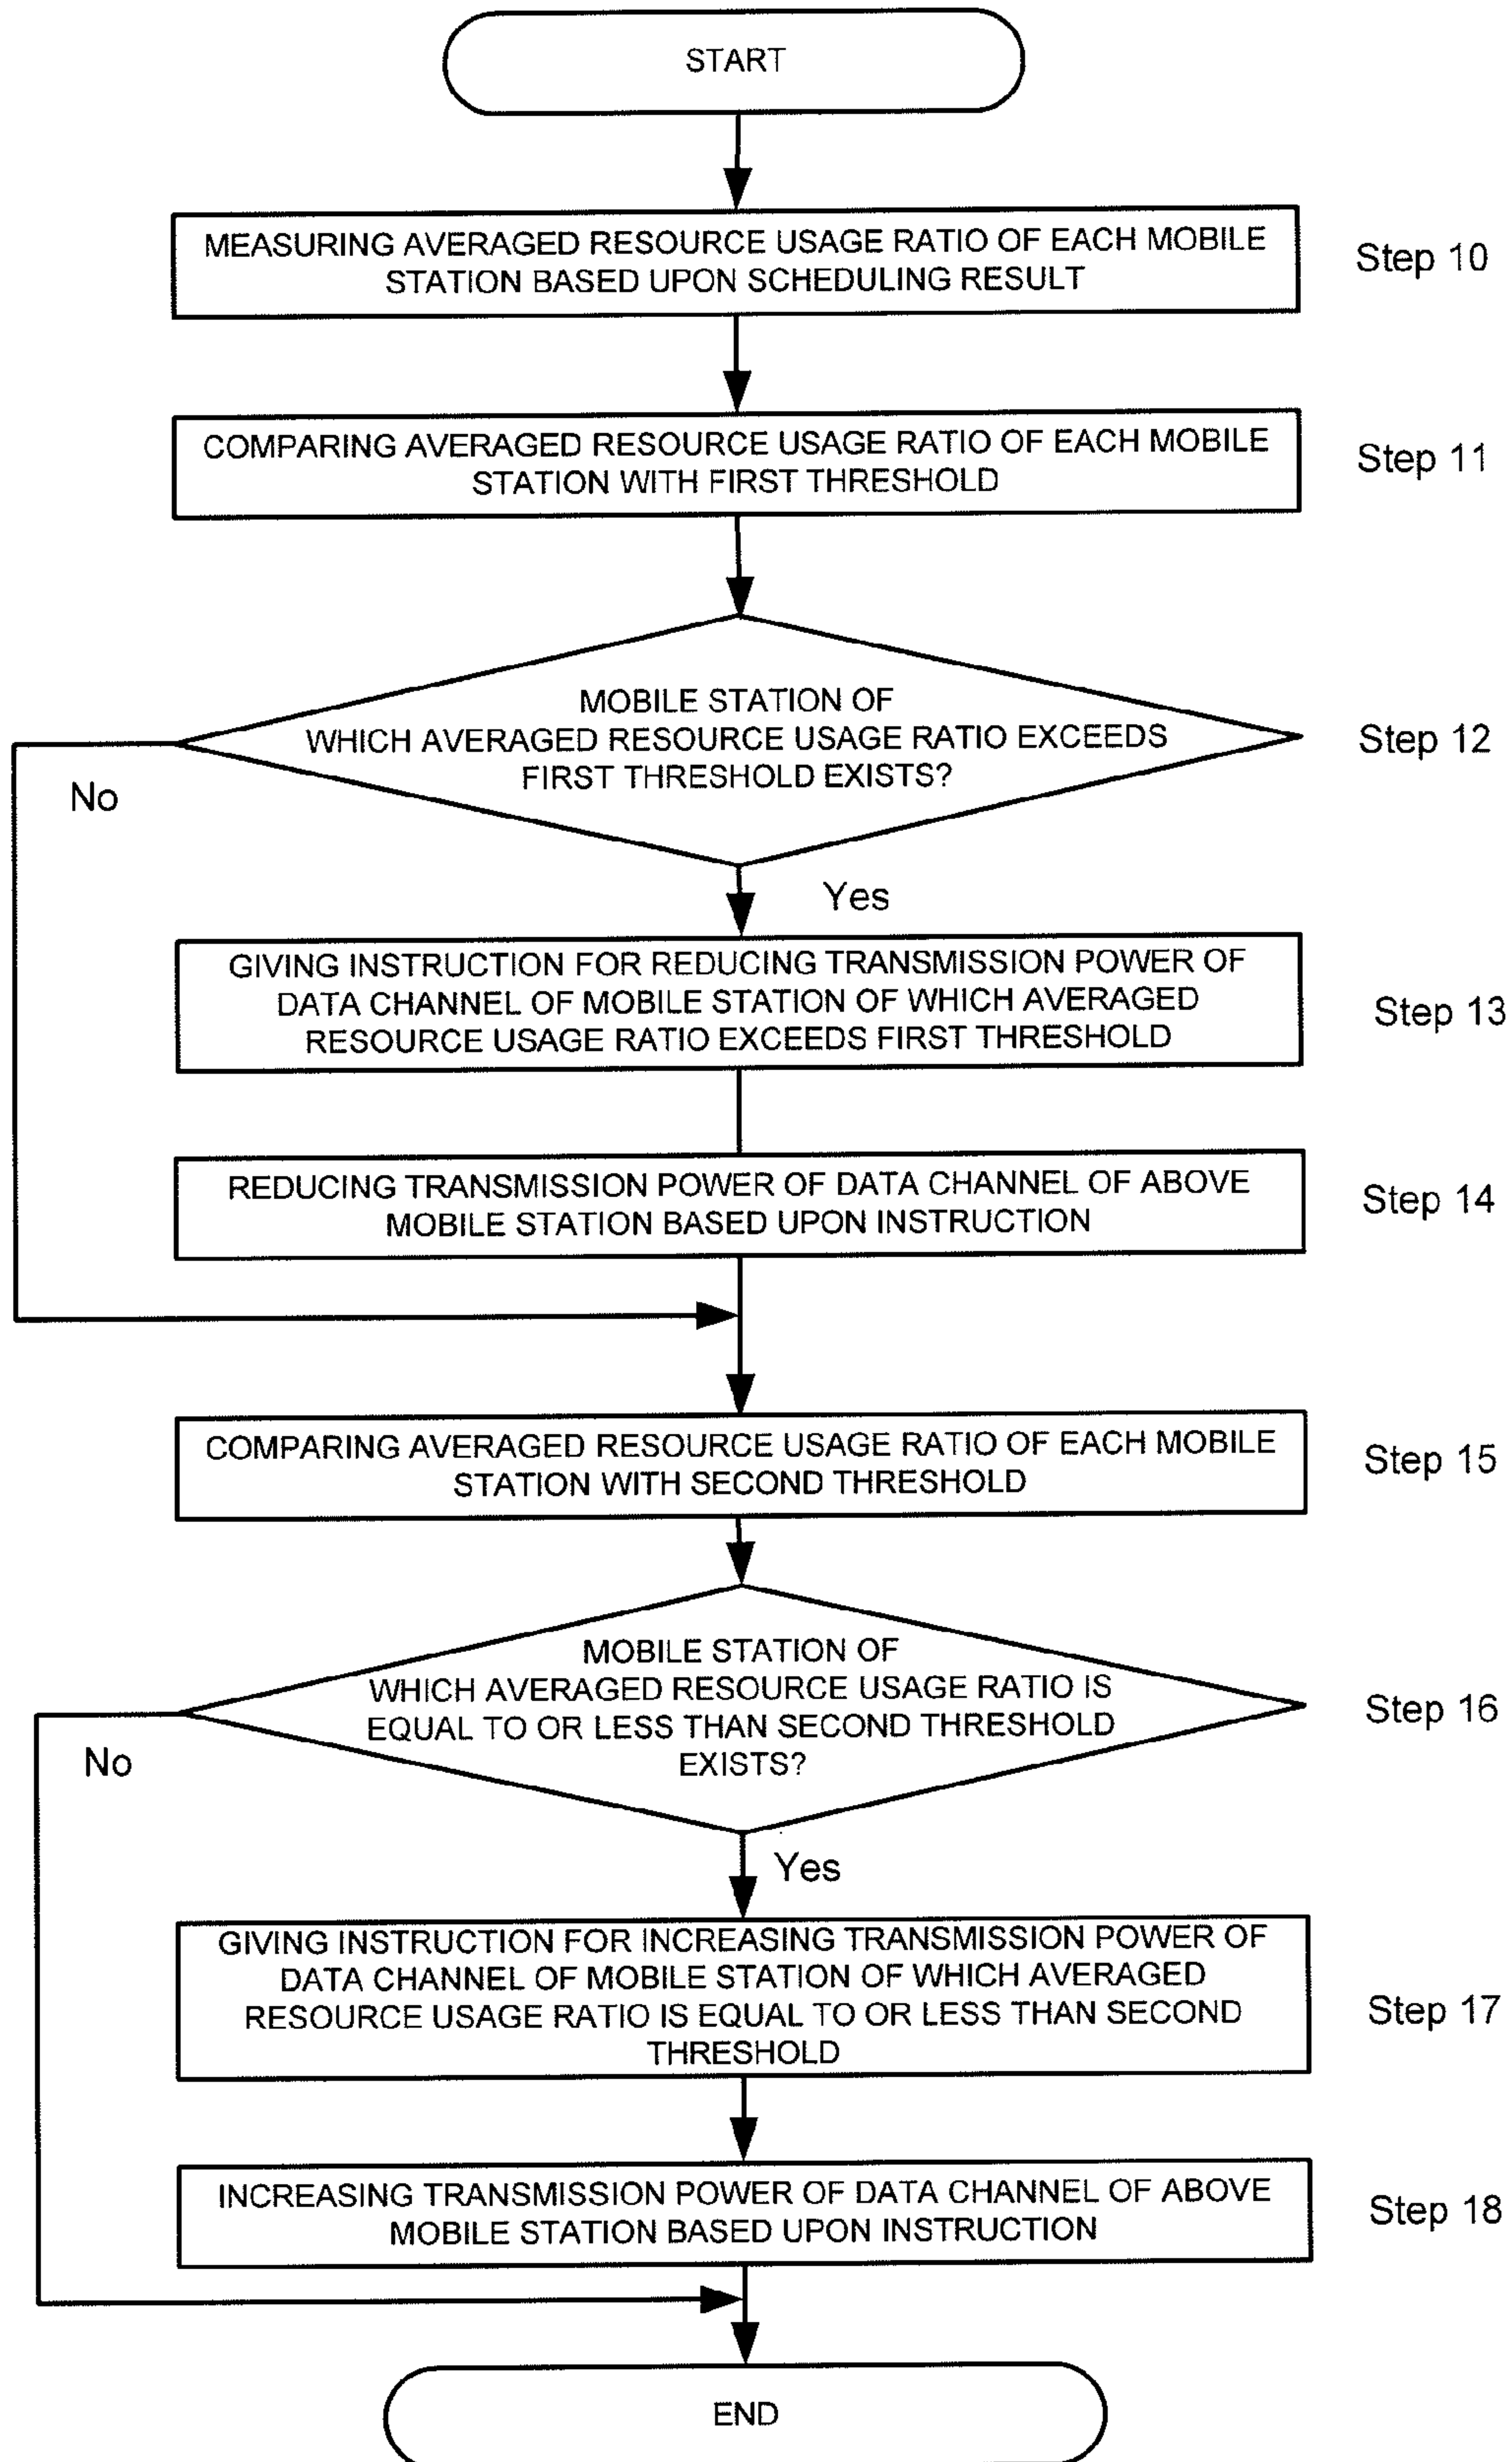 START
MEASURING AVERAGED RESOURCE USAGE RATIO OF EACH MOBILE
STATION BASED UPON SCHEDULING RESULT
Step 10
COMPARING AVERAGED RESOURCE USAGE RATIO OF EACH MOBILE
STATION WITH FIRST THRESHOLD
Step 11
MOBILE STATION OF
WHICH AVERAGED RESOURCE USAGE RATIO EXCEEDS
FIRST THRESHOLD EXISTS?
Step 12
No
Yes
GIVING INSTRUCTION FOR REDUCING TRANSMISSION POWER OF
DATA CHANNEL OF MOBILE STATION OF WHICH AVERAGED
RESOURCE USAGE RATIO EXCEEDS FIRST THRESHOLD
Step 13
REDUCING TRANSMISSION POWER OF DATA CHANNEL OF ABOVE
MOBILE STATION BASED UPON INSTRUCTION
Step 14
COMPARING AVERAGED RESOURCE USAGE RATIO OF EACH MOBILE
STATION WITH SECOND THRESHOLD
Step 15
MOBILE STATION OF
WHICH AVERAGED RESOURCE USAGE RATIO IS
EQUAL TO OR LESS THAN SECOND THRESHOLD
EXISTS?
Step 16
No
Yes
GIVING INSTRUCTION FOR INCREASING TRANSMISSION POWER OF
DATA CHANNEL OF MOBILE STATION OF WHICH AVERAGED
RESOURCE USAGE RATIO IS EQUAL TO OR LESS THAN SECOND
THRESHOLD
Step 17
INCREASING TRANSMISSION POWER OF DATA CHANNEL OF ABOVE
MOBILE STATION BASED UPON INSTRUCTION
Step 18
END